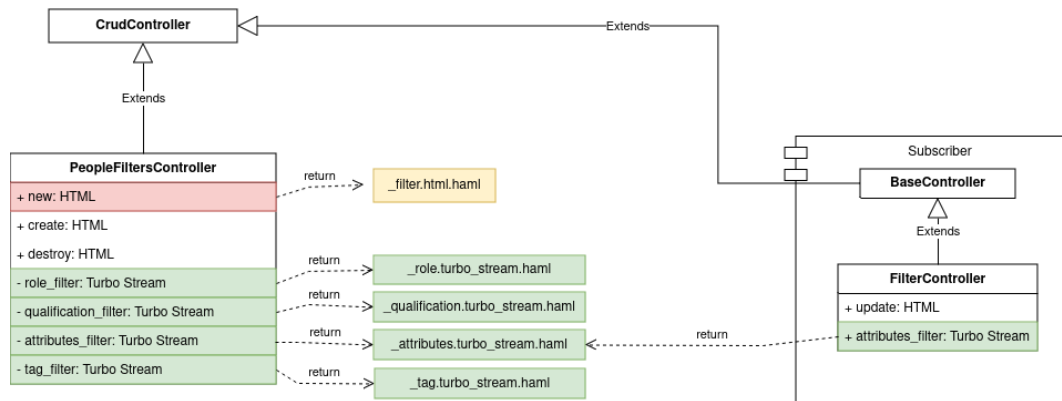 CrudController
Extends
Extends
Subscriber
PeopleFiltersController
+ new: HTML
return
_filter.html.haml
+ create: HTML
+ destroy: HTML
- role_filter: Turbo Stream
return
_role.turbo_stream.haml
- qualification_filter: Turbo Stream
return
_qualification.turbo_stream.haml
- attributes_filter: Turbo Stream
return
_attributes.turbo_stream.haml
- tag_filter: Turbo Stream
return
_tag.turbo_stream.haml
BaseController
Extends
FilterController
+ update: HTML
+ attributes_filter: Turbo Stream
return